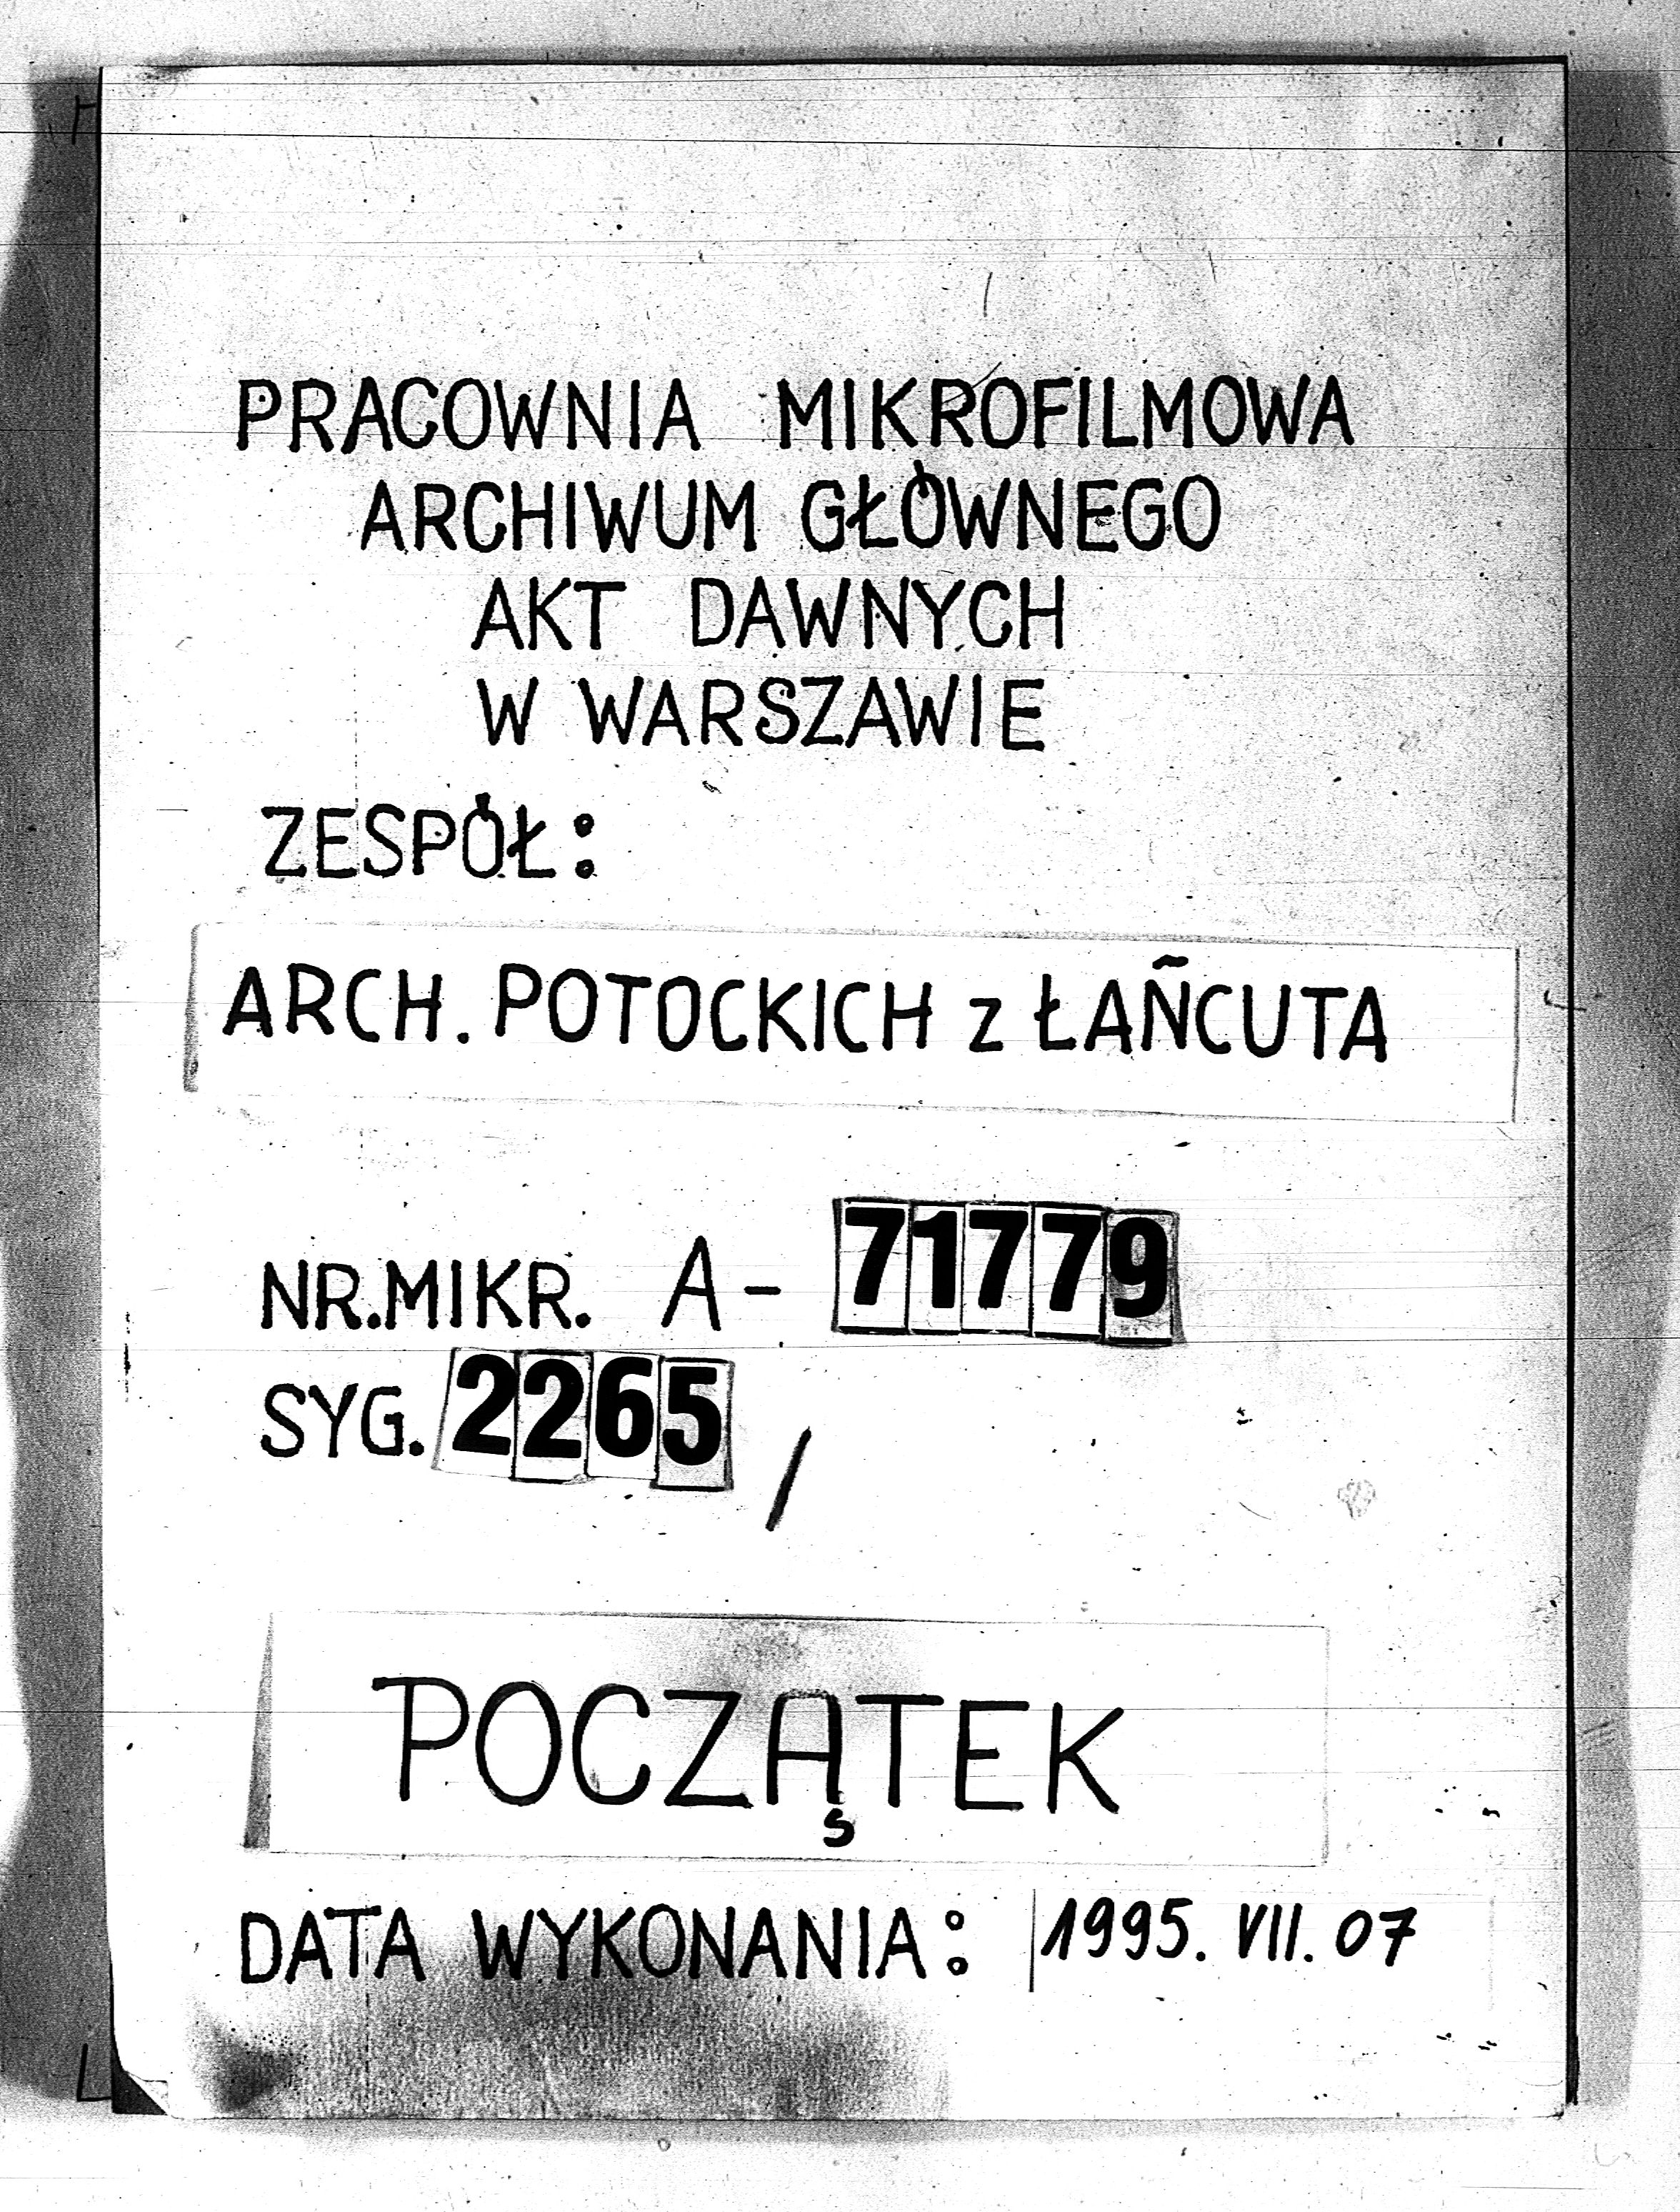 PRACOWNIA MIKROFILMOWA
ARCHIWUM GŁÓWNEGO
AKT DAWNYCH
W WARSZAWIE
ZESPÓŁ:
ARCH. POTOCKICH z ŁAÑCUTA
NR.MIKR. A- 71779
SYG. 2265 /
POCZĄTEK
DATA WYKONANIA: 1995. VII. 07